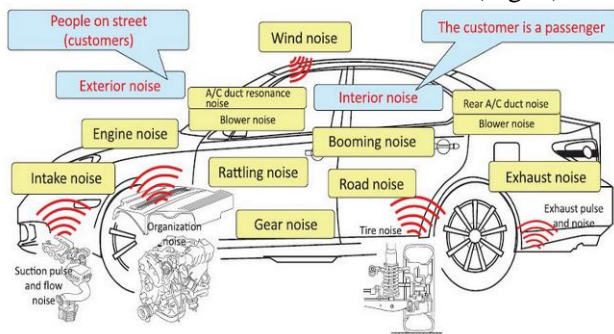 People on street
(customers)
The customer is a passenger
Wind noise
Exterior noise
A/C duct resonance
noise
Interior noise
Rear A/C duct noise
Blower noise
Blower noise
Engine noise
Booming noise
Intake noise
Rattling noise
Road noise
Exhaust noise
Organization
noise
Gear noise
Tire noise
Exhaust pulse
and noise
Suction pulse
and flow
noise